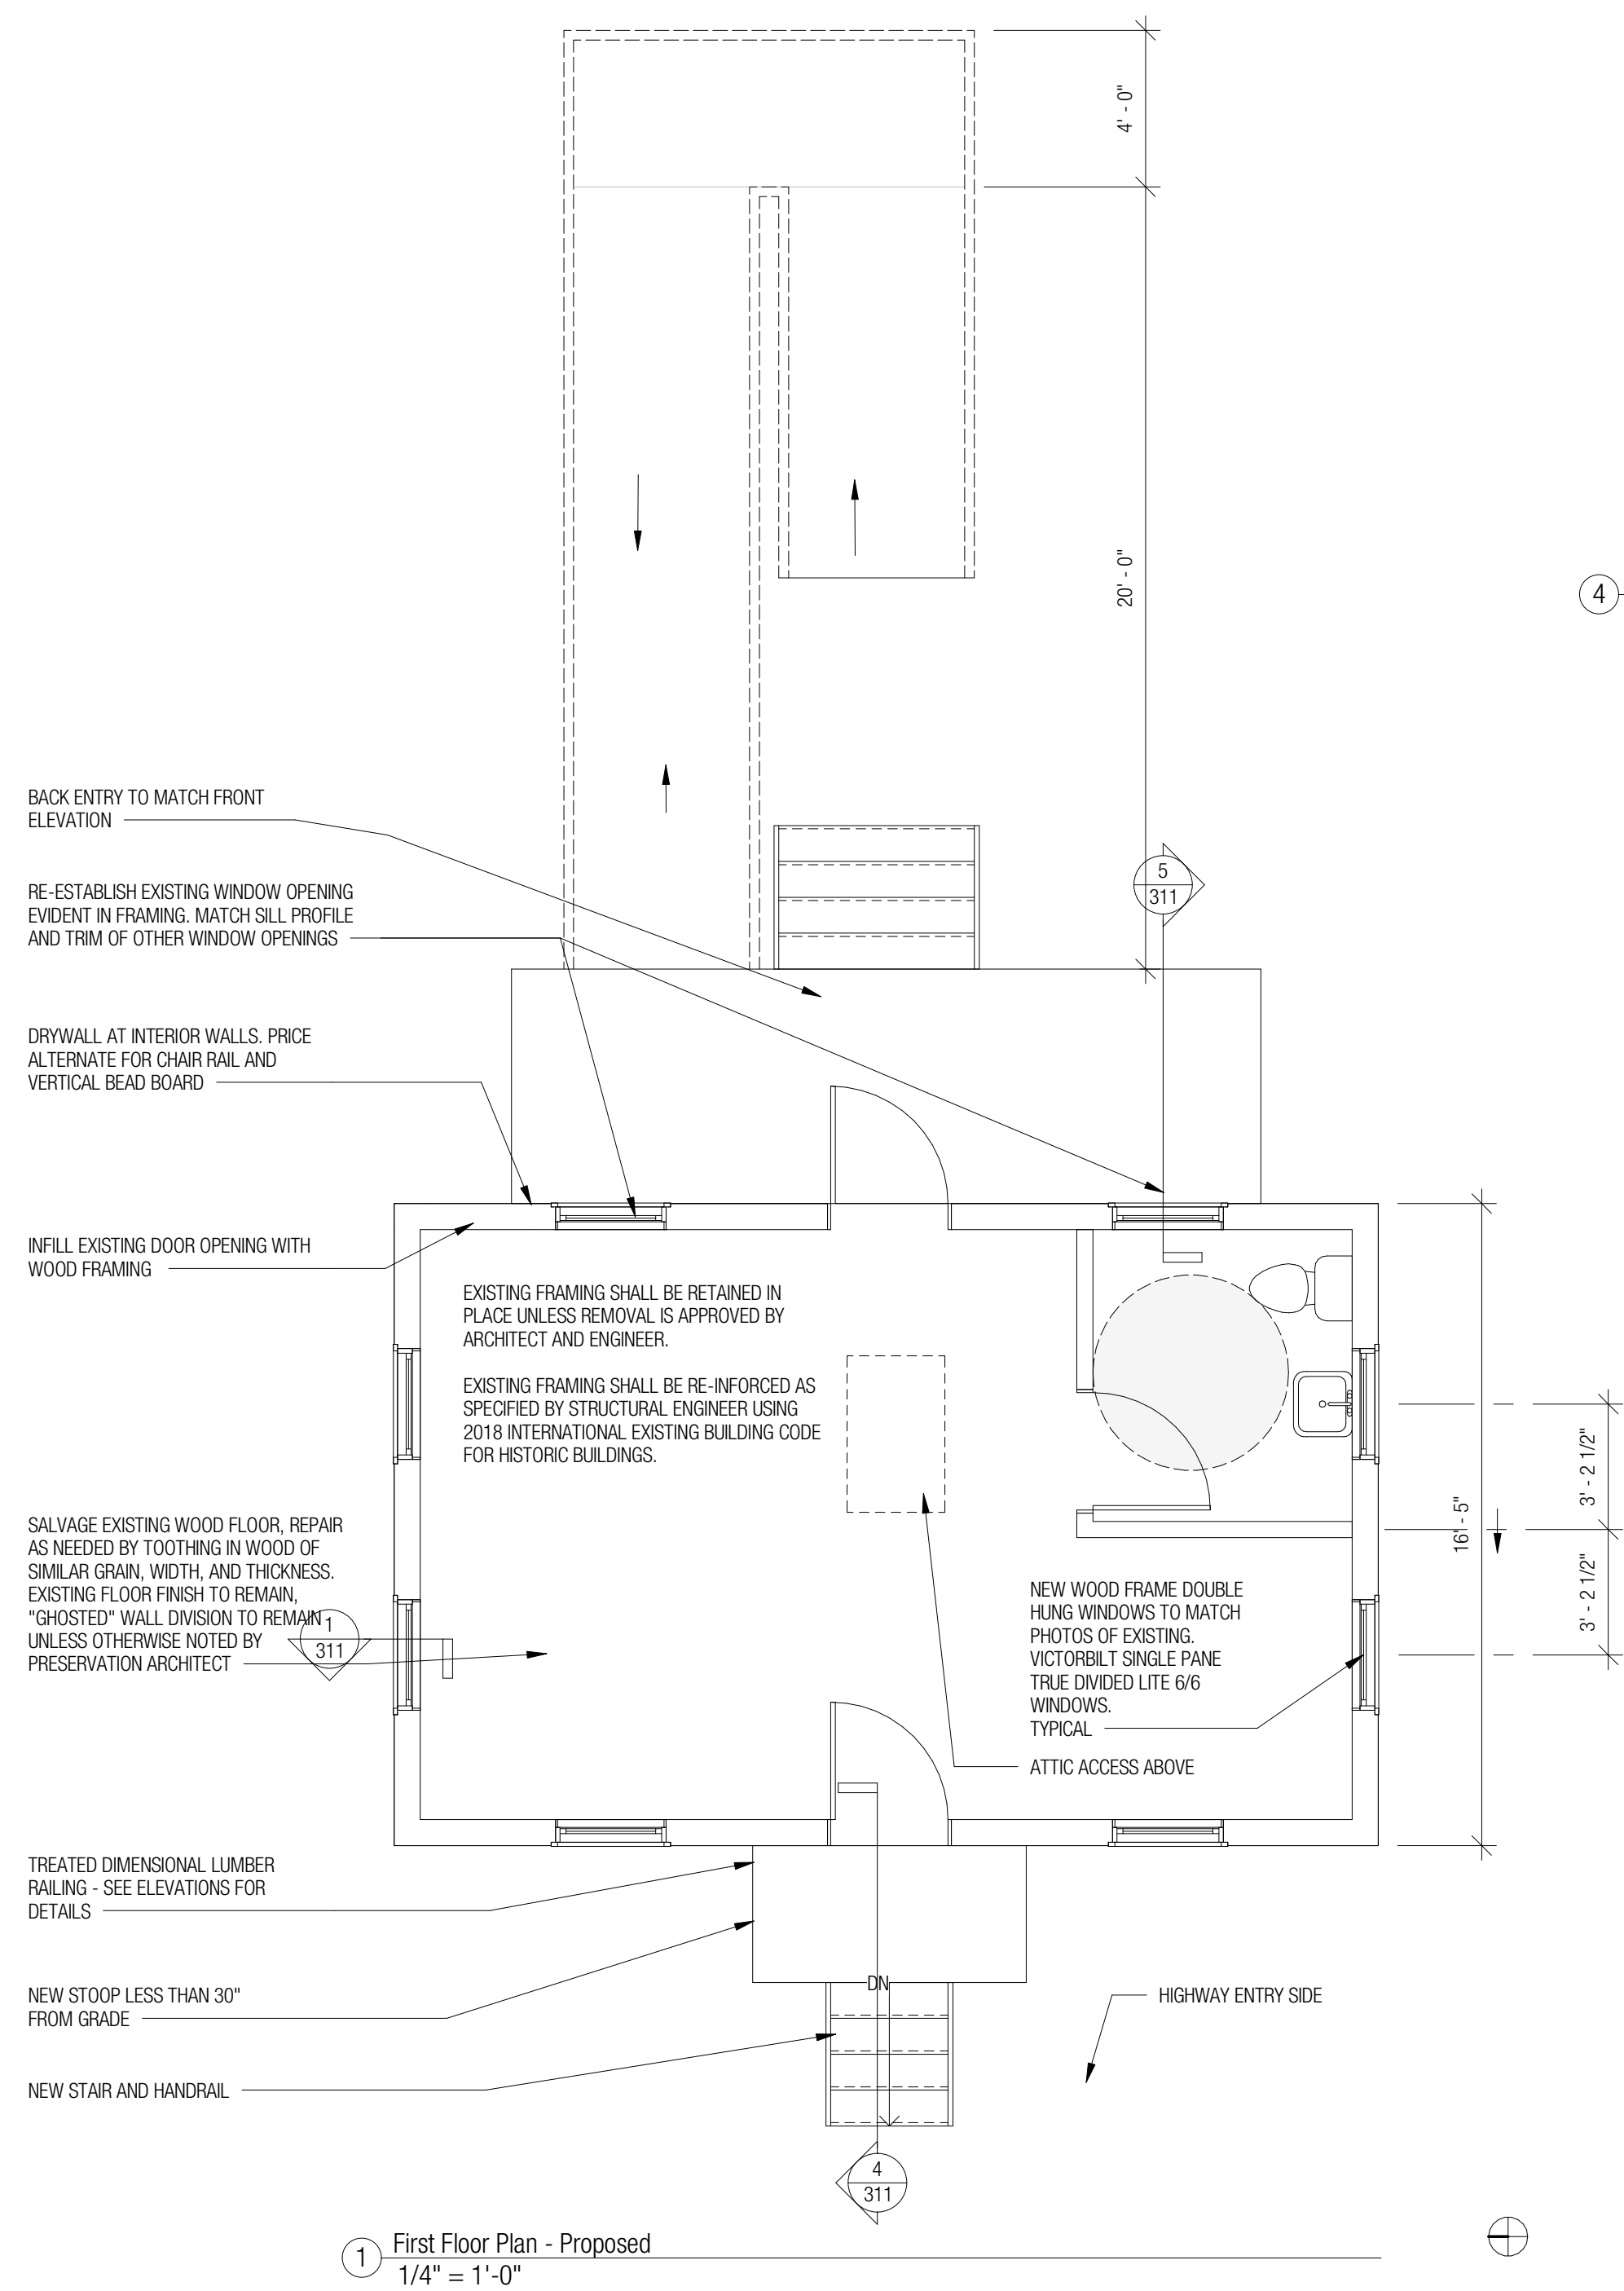 4' - 0"
20' - 0"
4
BACK ENTRY TO MATCH FRONT
ELEVATION
5
311
RE-ESTABLISH EXISTING WINDOW OPENING
EVIDENT IN FRAMING. MATCH SILL PROFILE
AND TRIM OF OTHER WINDOW OPENINGS
DRYWALL AT INTERIOR WALLS. PRICE
ALTERNATE FOR CHAIR RAIL AND
VERTICAL BEAD BOARD
INFILL EXISTING DOOR OPENING WITH
WOOD FRAMING
EXISTING FRAMING SHALL BE RETAINED IN
PLACE UNLESS REMOVAL IS APPROVED BY
ARCHITECT AND ENGINEER.
EXISTING FRAMING SHALL BE RE-INFORCED AS
SPECIFIED BY STRUCTURAL ENGINEER USING
2018 INTERNATIONAL EXISTING BUILDING CODE
FOR HISTORIC BUILDINGS.
3' - 2 1/2"
16' - 5"
3' - 2 1/2"
SALVAGE EXISTING WOOD FLOOR, REPAIR
AS NEEDED BY TOOTHING IN WOOD OF
SIMILAR GRAIN, WIDTH, AND THICKNESS.
EXISTING FLOOR FINISH TO REMAIN,
"GHOSTED" WALL DIVISION TO REMAIN
UNLESS OTHERWISE NOTED BY
PRESERVATION ARCHITECT
1
311
NEW WOOD FRAME DOUBLE
HUNG WINDOWS TO MATCH
PHOTOS OF EXISTING.
VICTORBILT SINGLE PANE
TRUE DIVIDED LITE 6/6
WINDOWS.
TYPICAL
ATTIC ACCESS ABOVE
TREATED DIMENSIONAL LUMBER
RAILING - SEE ELEVATIONS FOR
DETAILS
DN
NEW STOOP LESS THAN 30"
FROM GRADE
HIGHWAY ENTRY SIDE
NEW STAIR AND HANDRAIL
4
311
1
First Floor Plan - Proposed
1/4" = 1'-0"